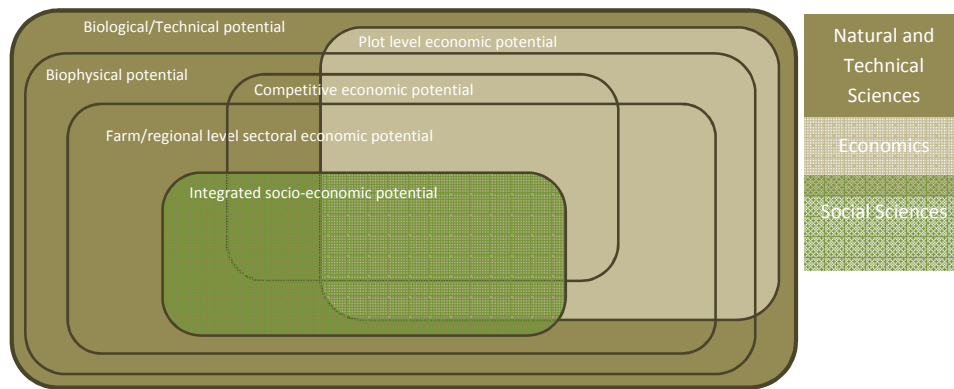 Biological/Technical potential
Plot level economic potential
Biophysical potential
Competitive economic potential
Farm/regional level sectoral economic potential
Integrated socio-economic potential
Natural and
Technical
Sciences
Economics
Social Sciences